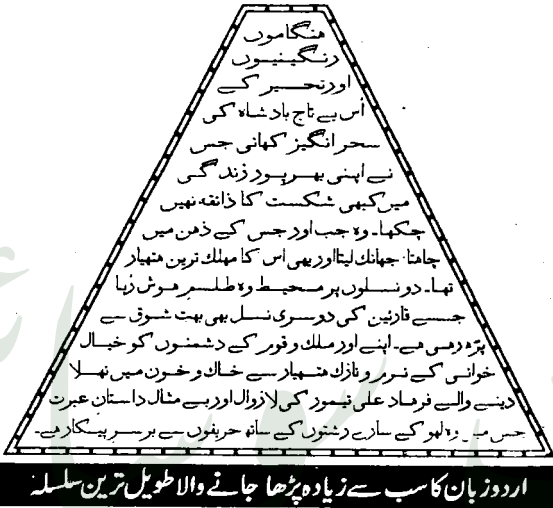 ہنگاموں
رنگینیوں
اور تحیر کے
اُس بے تاج بادشاہ کی
سحر انگیز کہانی جس
نے اپنی بھرپور زندگی
میں کبھی شکست کا ذائقہ نہیں
چکھا۔ وہ جب اور جس کے ذہن میں
چاہتا جھانک لیتا اور یہی اس کا مہلک ترین ہتھیار
تھا۔ دو نسلوں پر محیط وہ طلسم ہوش رُبا
جسے قارئین کی دوسری نسل بھی بہت شوق سے
پڑھ رہی ہے۔ اپنے اور ملک و قوم کے دشمنوں کو خیال
خوانی کے نرم و نازک ہتھیار سے خاک و خون میں نہلا
دینے والے فرہاد علی تیمور کی لازوال اور بے مثال داستانِ عبرت
جس میں وہ لہو کے سارے رشتوں کے ساتھ حریفوں سے برسرِ پیکار ہے۔
اردو زبان کا سب سے زیادہ پڑھا جانے والا طویل ترین سلسلہ